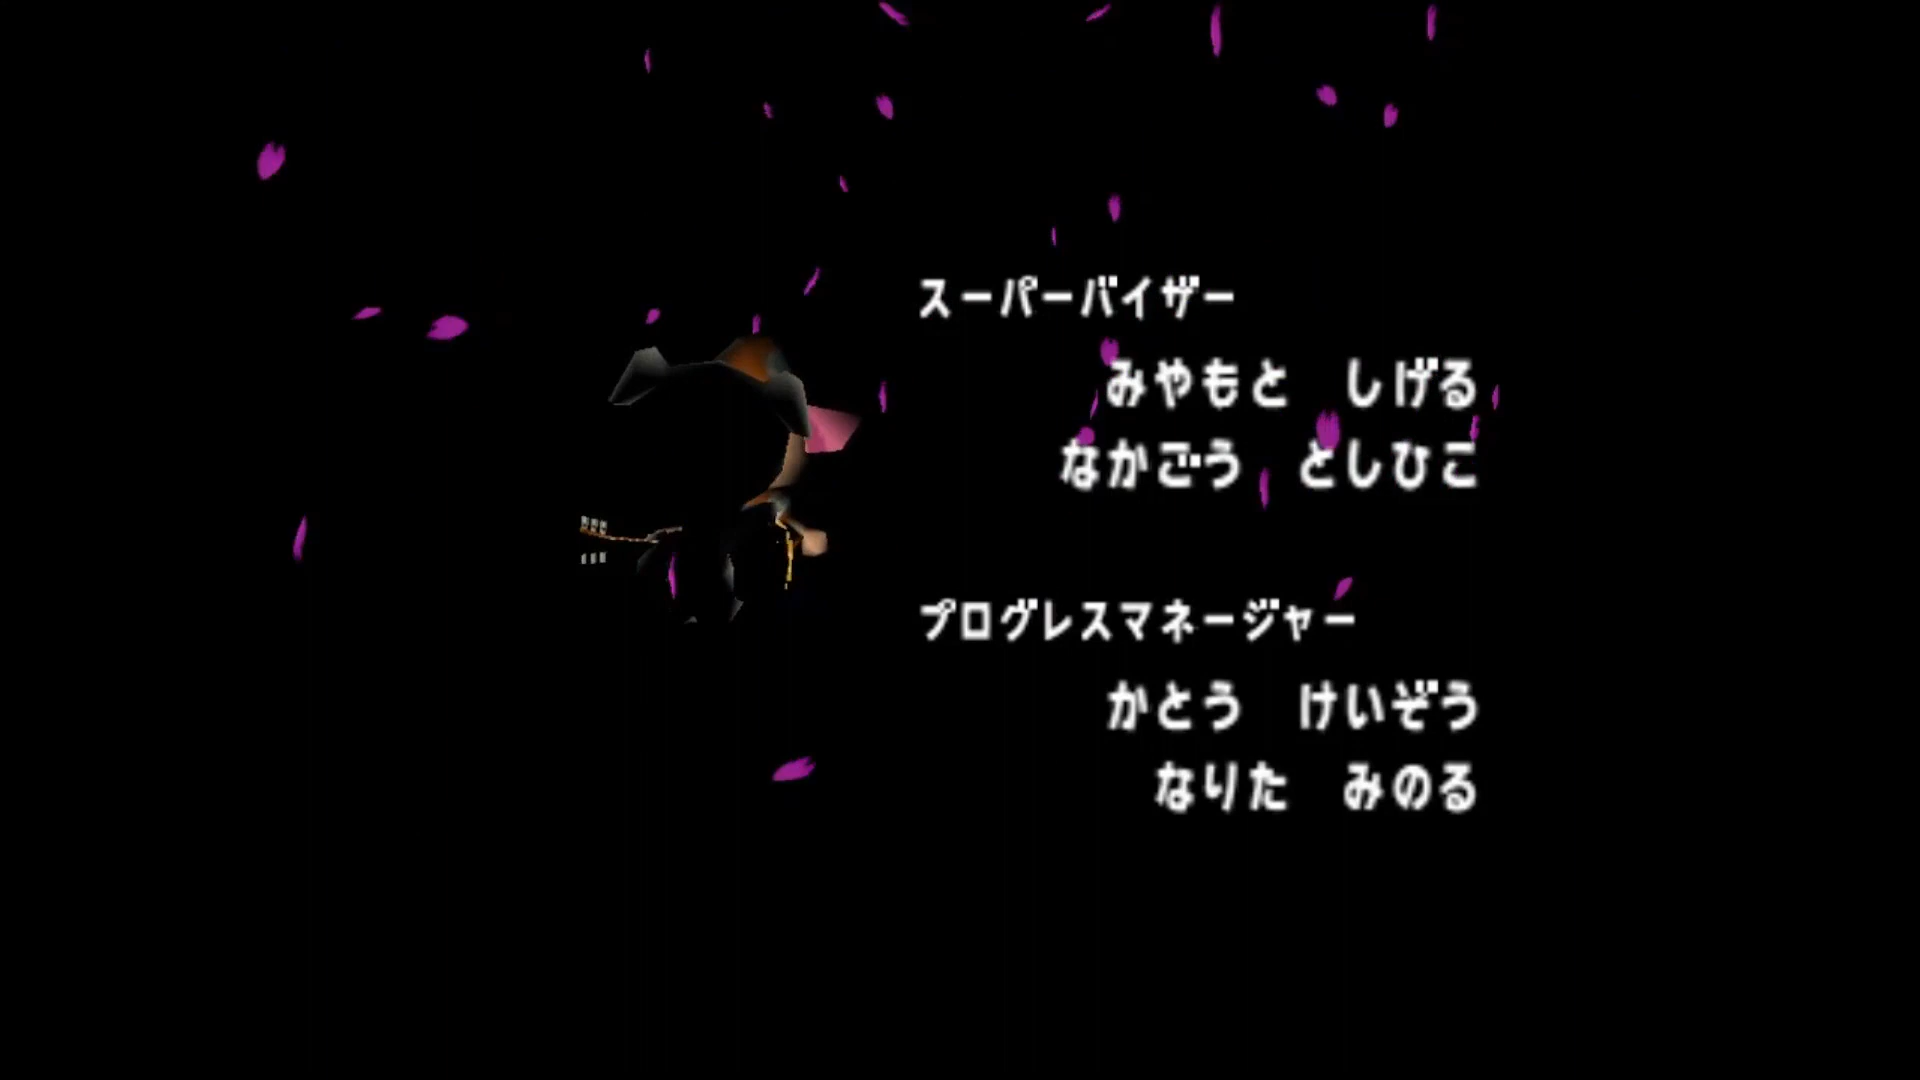 スーパーバイザー
みやもと　しげる
なかごう　としひこ
プログレスマネージャー
かとう　けいぞう
なりた　みのる